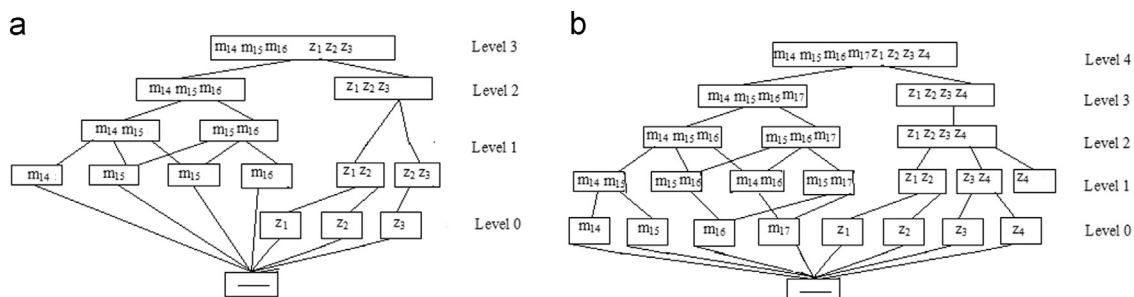 a
m14 m15 m16 z1 z2 z3 Level 3
m14 m15 m16 z1 z2 z3 Level 2
m14 m15 m15 m16 Level 1
m14 m15 m15 m16 z1 z2 z2 z3
z1 z2 z3 Level 0
b
m14 m15 m16 m17 z1 z2 z3 z4 Level 4
m14 m15 m16 m17 z1 z2 z3 z4 Level 3
m14 m15 m16 m15 m16 m17 z1 z2 z3 z4 Level 2
m14 m15 m15 m16 m14 m16 m15 m17 z1 z2 z3 z4 z4 Level 1
m14 m15 m16 m17 z1 z2 z3 z4 Level 0